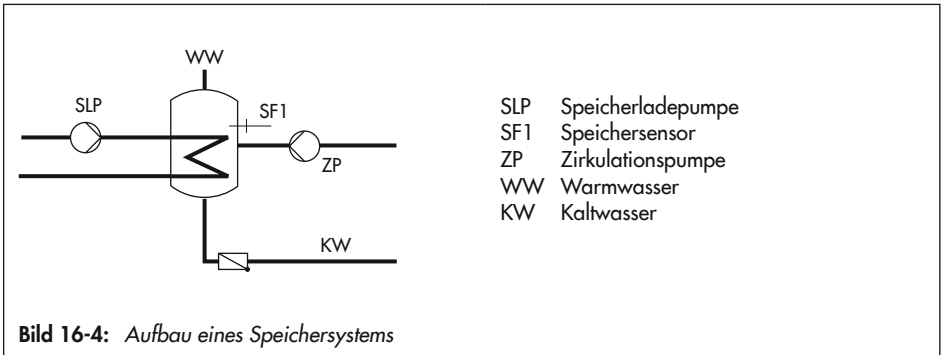 WW
SLP
SF1
ZP
KW
SLP Speicherladepumpe
SF1 Speichersensor
ZP Zirkulationspumpe
WW Warmwasser
KW Kaltwasser
Bild 16-4: Aufbau eines Speichersystems